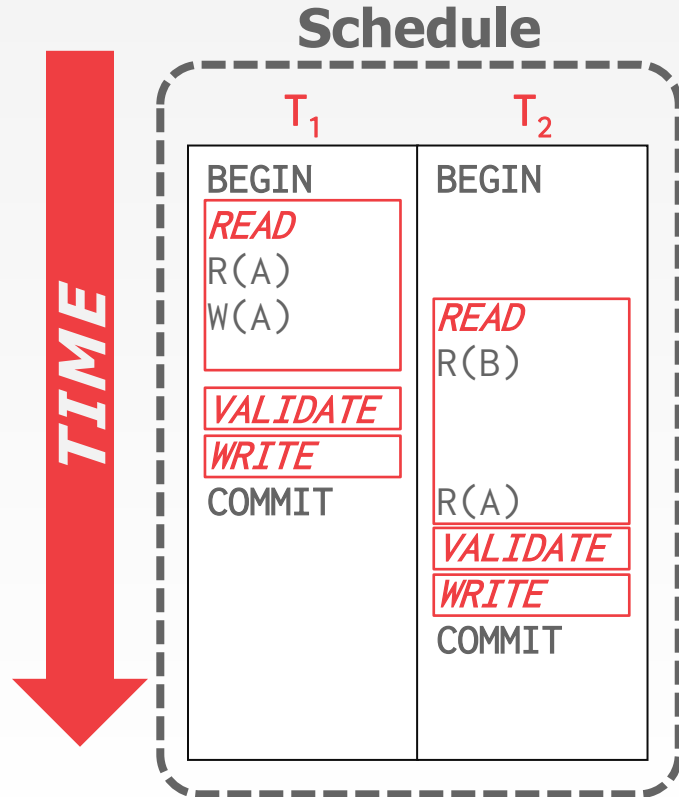 Schedule
TIME
T₁ T₂
BEGIN BEGIN
READ
R(A)
W(A) READ
R(B)
VALIDATE
WRITE
COMMIT R(A)
VALIDATE
WRITE
COMMIT